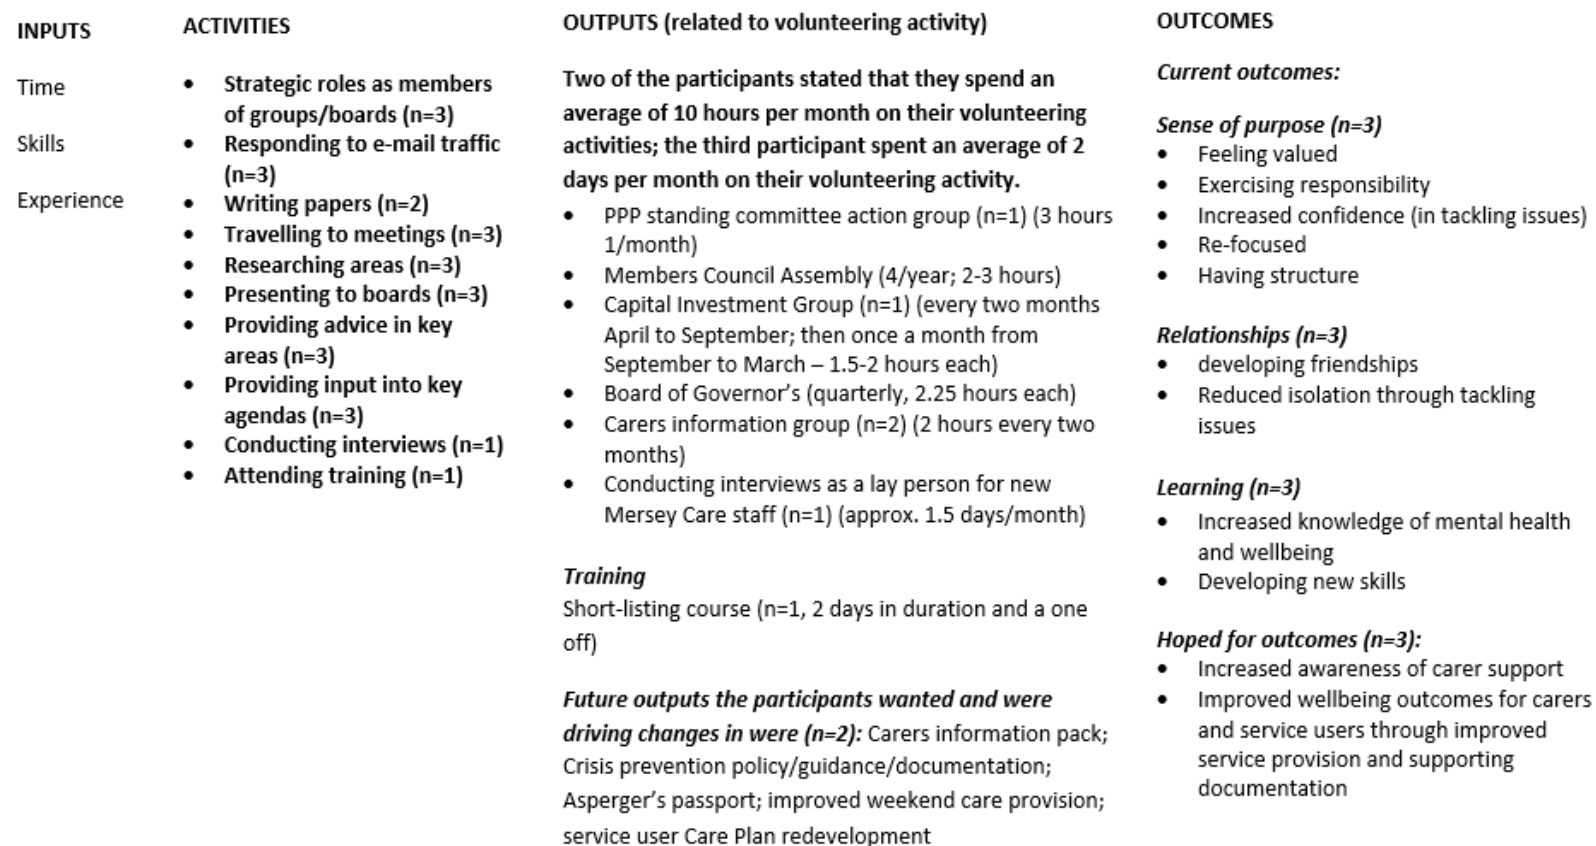 INPUTS
Time
Skills
Experience
ACTIVITIES
• Strategic roles as members
of groups/boards (n=3)
• Responding to e-mail traffic
(n=3)
• Writing papers (n=2)
• Travelling to meetings (n=3)
• Researching areas (n=3)
• Presenting to boards (n=3)
• Providing advice in key
areas (n=3)
• Providing input into key
agendas (n=3)
• Conducting interviews (n=1)
• Attending training (n=1)
OUTPUTS (related to volunteering activity)
Two of the participants stated that they spend an
average of 10 hours per month on their volunteering
activities; the third participant spent an average of 2
days per month on their volunteering activity.
• PPP standing committee action group (n=1) (3 hours
1/month)
• Members Council Assembly (4/year; 2-3 hours)
• Capital Investment Group (n=1) (every two months
April to September; then once a month from
September to March – 1.5-2 hours each)
• Board of Governor's (quarterly, 2.25 hours each)
• Carers information group (n=2) (2 hours every two
months)
• Conducting interviews as a lay person for new
Mersey Care staff (n=1) (approx. 1.5 days/month)
Training
Short-listing course (n=1, 2 days in duration and a one
off)
Future outputs the participants wanted and were
driving changes in were (n=2): Carers information pack;
Crisis prevention policy/guidance/documentation;
Asperger's passport; improved weekend care provision;
service user Care Plan redevelopment
OUTCOMES
Current outcomes:
Sense of purpose (n=3)
• Feeling valued
• Exercising responsibility
• Increased confidence (in tackling issues)
• Re-focused
• Having structure
Relationships (n=3)
• developing friendships
• Reduced isolation through tackling
issues
Learning (n=3)
• Increased knowledge of mental health
and wellbeing
• Developing new skills
Hoped for outcomes (n=3):
• Increased awareness of carer support
• Improved wellbeing outcomes for carers
and service users through improved
service provision and supporting
documentation